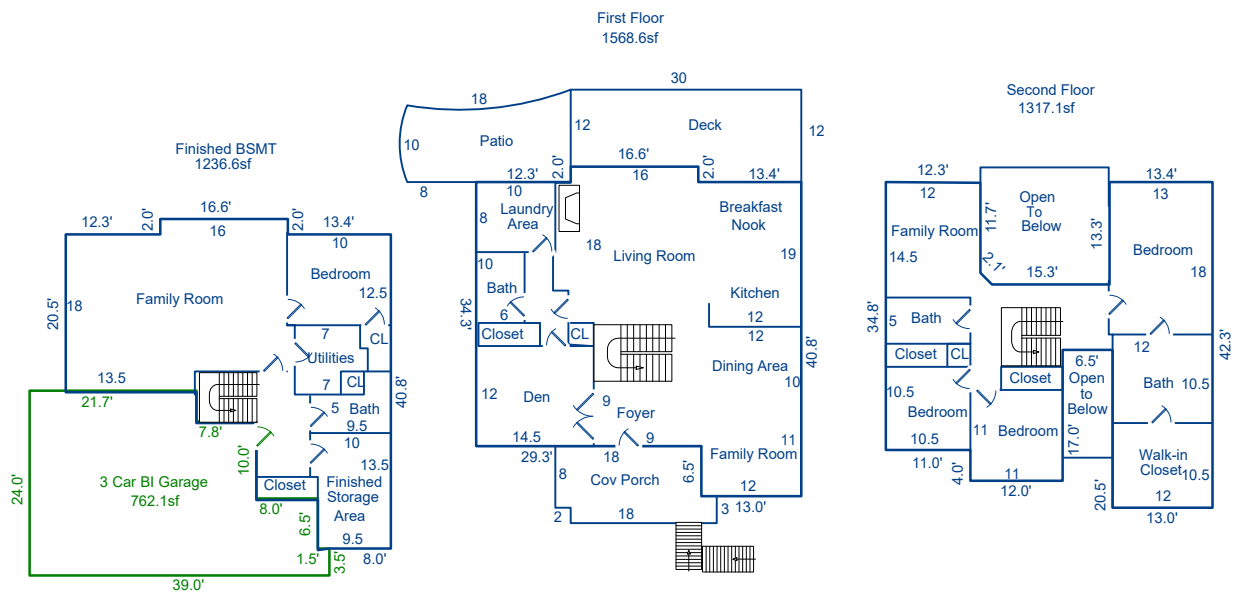 First Floor
1568.6sf
30
18
10
Patio
12
Deck
12
8
12.3'
2.0'
16.6'
2.0'
13.4'
10
16
Laundry
Area
8
Breakfast
Nook
18
Living Room
19
10
Bath
6
Kitchen
12
34.3'
Closet
CL
12
Dining Area
10
40.8'
12
Den
9
Foyer
9
11
14.5
18
Family Room
29.3'
8
Cov Porch
6.5'
12
2
18
3
13.0'
Finished BSMT
1236.6sf
12.3'
2.0'
16.6'
2.0'
13.4'
16
10
Bedroom
12.5
Family Room
18
20.5'
7
Utilities
CL
13.5
7
CL
40.8'
21.7'
5
Bath
9.5
7.8'
10
10.0'
13.5
3 Car BI Garage
762.1sf
24.0'
Closet
Finished
Storage
Area
8.0'
6.5'
9.5
1.5'
3.5'
8.0'
39.0'
Second Floor
1317.1sf
12.3'
13.4'
12
13
Open
To
Below
11.7'
13.3'
Family Room
14.5
2.1'
15.3'
Bedroom
18
5
Bath
34.8'
Closet
CL
12
42.3'
6.5'
Closet
Open
to
Below
10.5
Bath
10.5
Bedroom
11
Bedroom
17.0'
10.5
11.0'
4.0'
11
12.0'
Walk-in
Closet
10.5
20.5'
12
13.0'